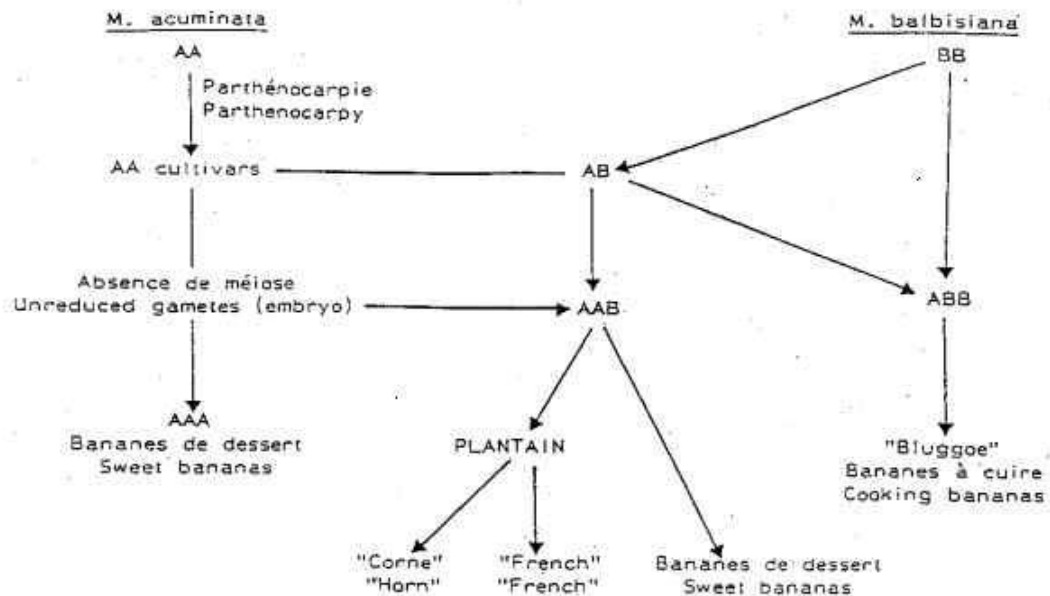 M. acuminata
M. balbisiana
AA
BB
Parthénocarpie
Parthenocarpy
AA cultivars
AB
Absence de méiose
Unreduced gametes (embryo)
AAB
ABB
AAA
Bananes de dessert
Sweet bananas
PLANTAIN
"Bluggoe"
Bananes à cuire
Cooking bananas
"Corne"
"Horn"
"French"
"French"
Bananes de dessert
Sweet bananas